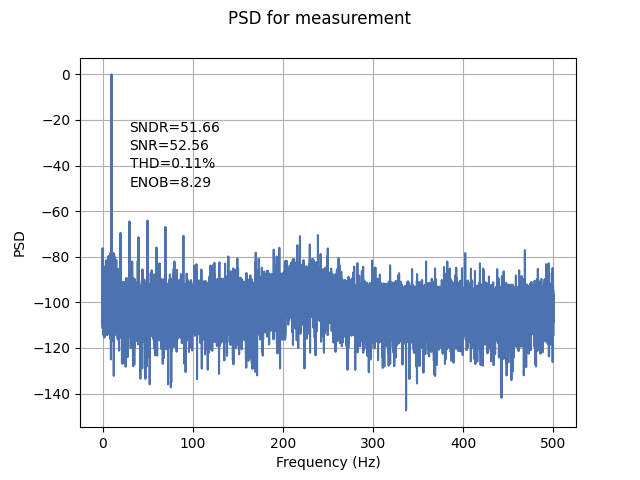 PSD for measurement
0
−20
−40
−60
−80
−100
−120
−140
PSD
SNDR=51.66
SNR=52.56
THD=0.11%
ENOB=8.29
0 100 200 300 400 500
Frequency (Hz)